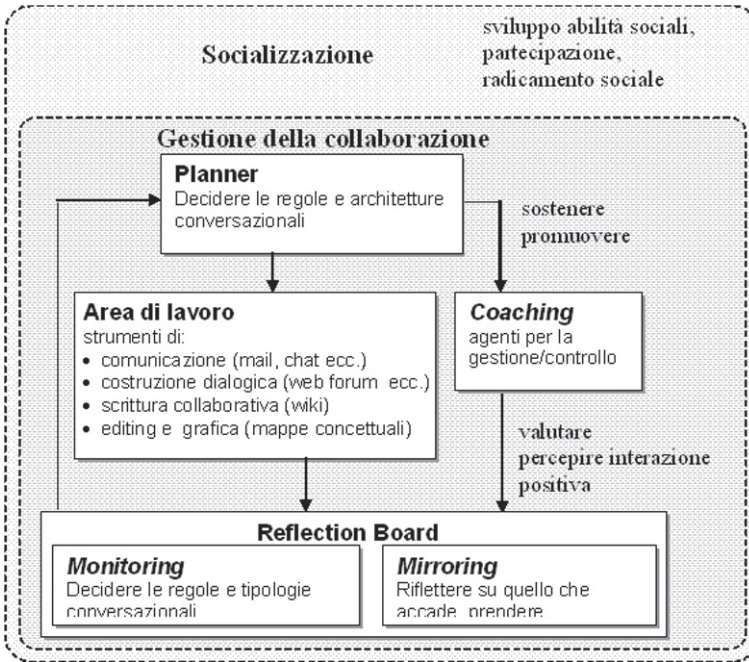 Socializzazione
sviluppo abilità sociali,
partecipazione,
radicamento sociale
Gestione della collaborazione
Planner
Decidere le regole e architetture
conversazionali
sostenere
promuovere
Area di lavoro
strumenti di:
• comunicazione (mail, chat ecc.)
• costruzione dialogica (web forum ecc.)
• scrittura collaborativa (wiki)
• editing e grafica (mappe concettuali)
Coaching
agenti per la
gestione/controllo
valutare
percepire interazione
positiva
Reflection Board
Monitoring
Decidere le regole e tipologie
conversazionali
Mirroring
Riflettere su quello che
accade prendere